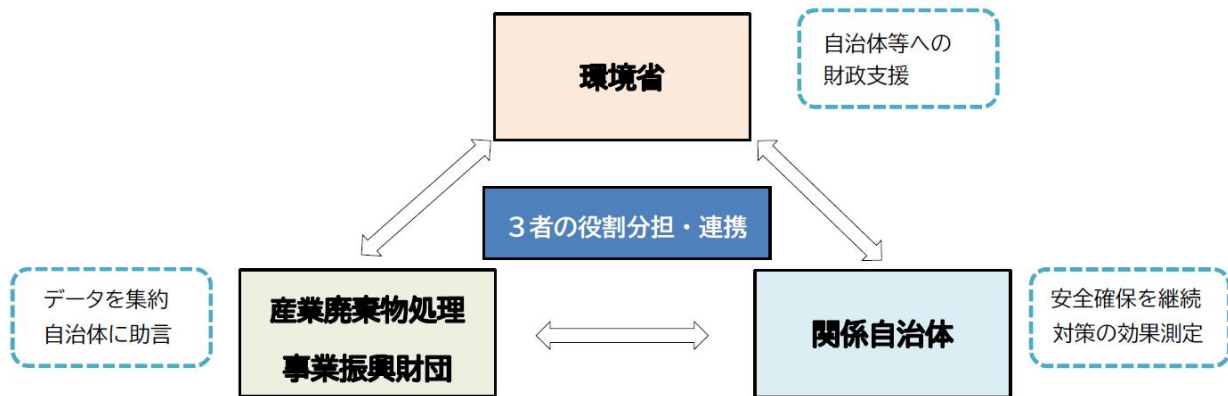 環境省
自治体等への
財政支援
3者の役割分担・連携
データを集約
自治体に助言
産業廃棄物処理
事業振興財団
関係自治体
安全確保を継続
対策の効果測定